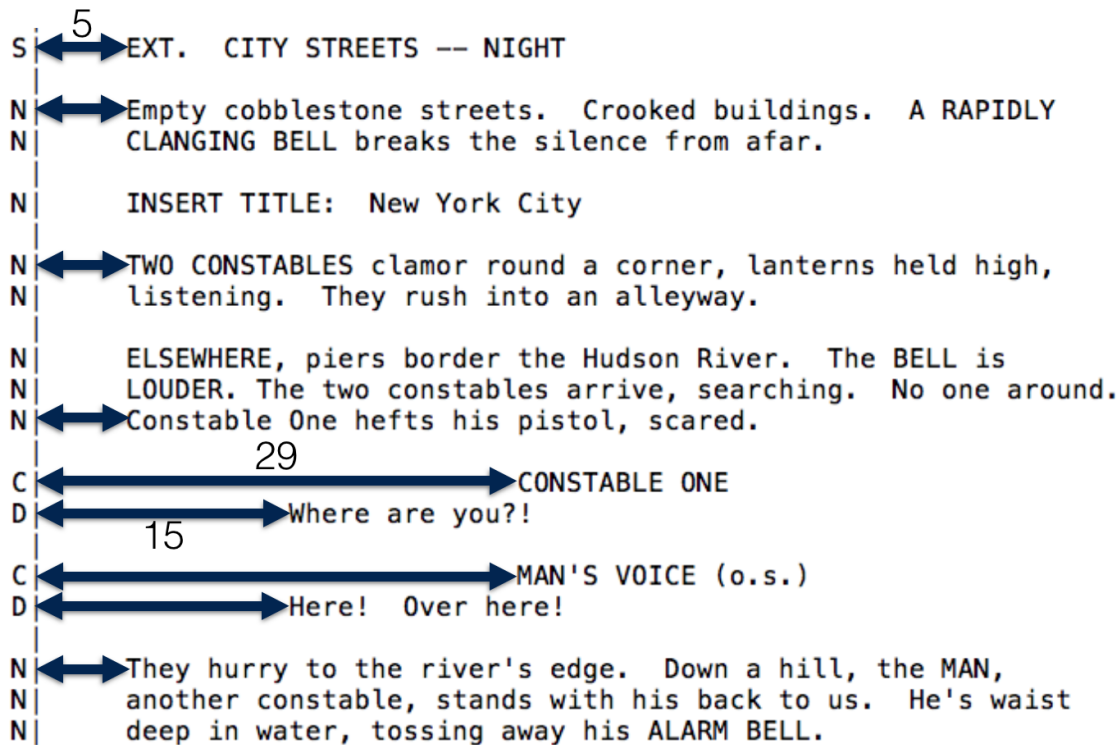 5
S| EXT.  CITY STREETS -- NIGHT
|
N| Empty cobblestone streets.  Crooked buildings.  A RAPIDLY
N| CLANGING BELL breaks the silence from afar.
|
N| INSERT TITLE:  New York City
|
N| TWO CONSTABLES clamor round a corner, lanterns held high,
N| listening.  They rush into an alleyway.
|
N| ELSEWHERE, piers border the Hudson River.  The BELL is
N| LOUDER. The two constables arrive, searching.  No one around.
N| Constable One hefts his pistol, scared.
29
C| CONSTABLE ONE
D| Where are you?!
15
C| MAN'S VOICE (o.s.)
D| Here!  Over here!
|
N| They hurry to the river's edge.  Down a hill, the MAN,
N| another constable, stands with his back to us.  He's waist
N| deep in water, tossing away his ALARM BELL.